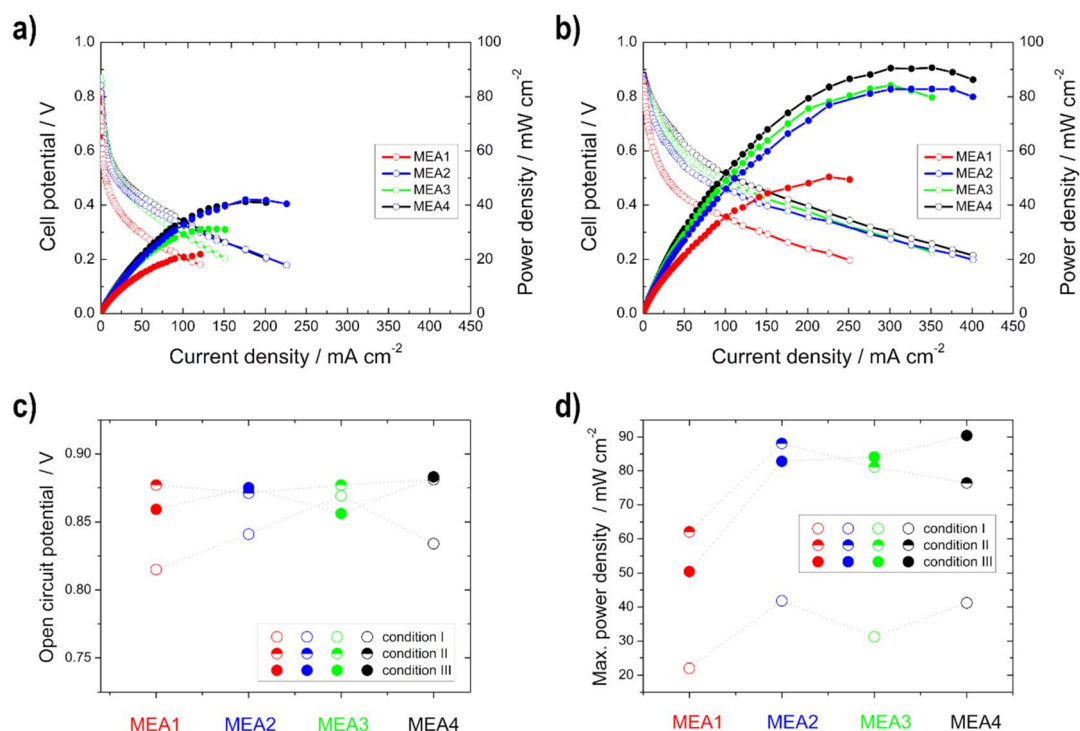 a)
1.0
0.8
0.6
0.4
0.2
0.0
Cell potential / V
100
80
60
40
20
0
Power density / mW cm⁻²
MEA1
MEA2
MEA3
MEA4
0 50 100 150 200 250 300 350 400 450
Current density / mA cm⁻²
b)
1.0
0.8
0.6
0.4
0.2
0.0
Cell potential / V
100
80
60
40
20
0
Power density / mW cm⁻²
MEA1
MEA2
MEA3
MEA4
0 50 100 150 200 250 300 350 400 450
Current density / mA cm⁻²
c)
0.90
0.85
0.80
0.75
Open circuit potential / V
condition I
condition II
condition III
MEA1 MEA2 MEA3 MEA4
d)
90
80
70
60
50
40
30
20
Max. power density / mW cm⁻²
condition I
condition II
condition III
MEA1 MEA2 MEA3 MEA4